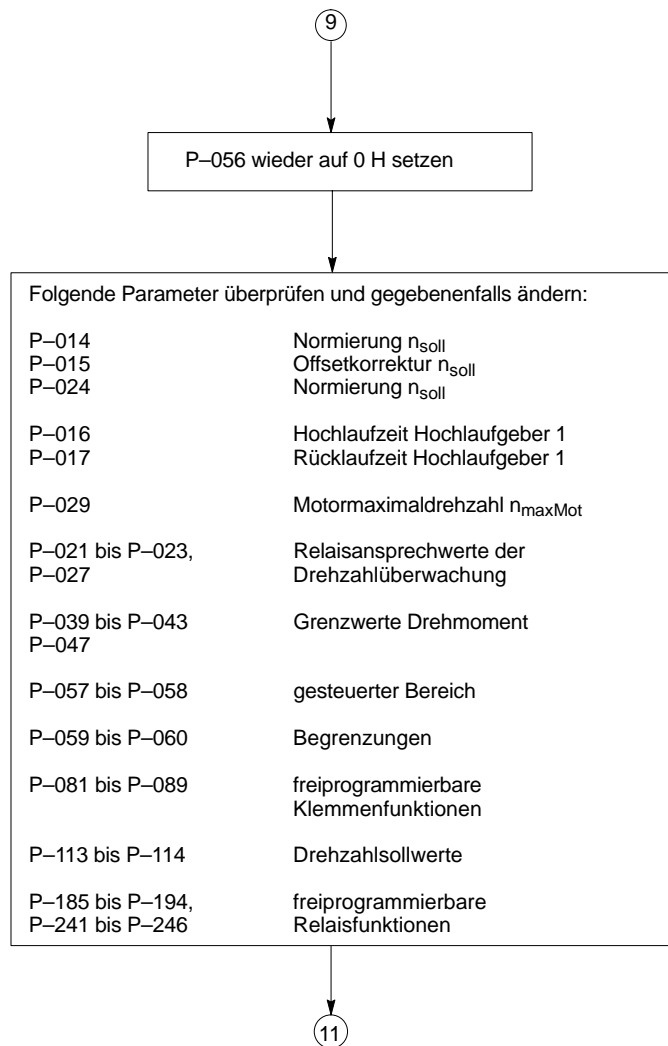 9
P–056 wieder auf 0 H setzen
Folgende Parameter überprüfen und gegebenenfalls ändern:
P–014 Normierung nsoll
P–015 Offsetkorrektur nsoll
P–024 Normierung nsoll
P–016 Hochlaufzeit Hochlaufgeber 1
P–017 Rücklaufzeit Hochlaufgeber 1
P–029 Motormaximaldrehzahl nmaxMot
P–021 bis P–023, Relaisansprechwerte der
P–027 Drehzahlüberwachung
P–039 bis P–043 Grenzwerte Drehmoment
P–047
P–057 bis P–058 gesteuerter Bereich
P–059 bis P–060 Begrenzungen
P–081 bis P–089 freiprogrammierbare
Klemmenfunktionen
P–113 bis P–114 Drehzahlsollwerte
P–185 bis P–194, freiprogrammierbare
P–241 bis P–246 Relaisfunktionen
11